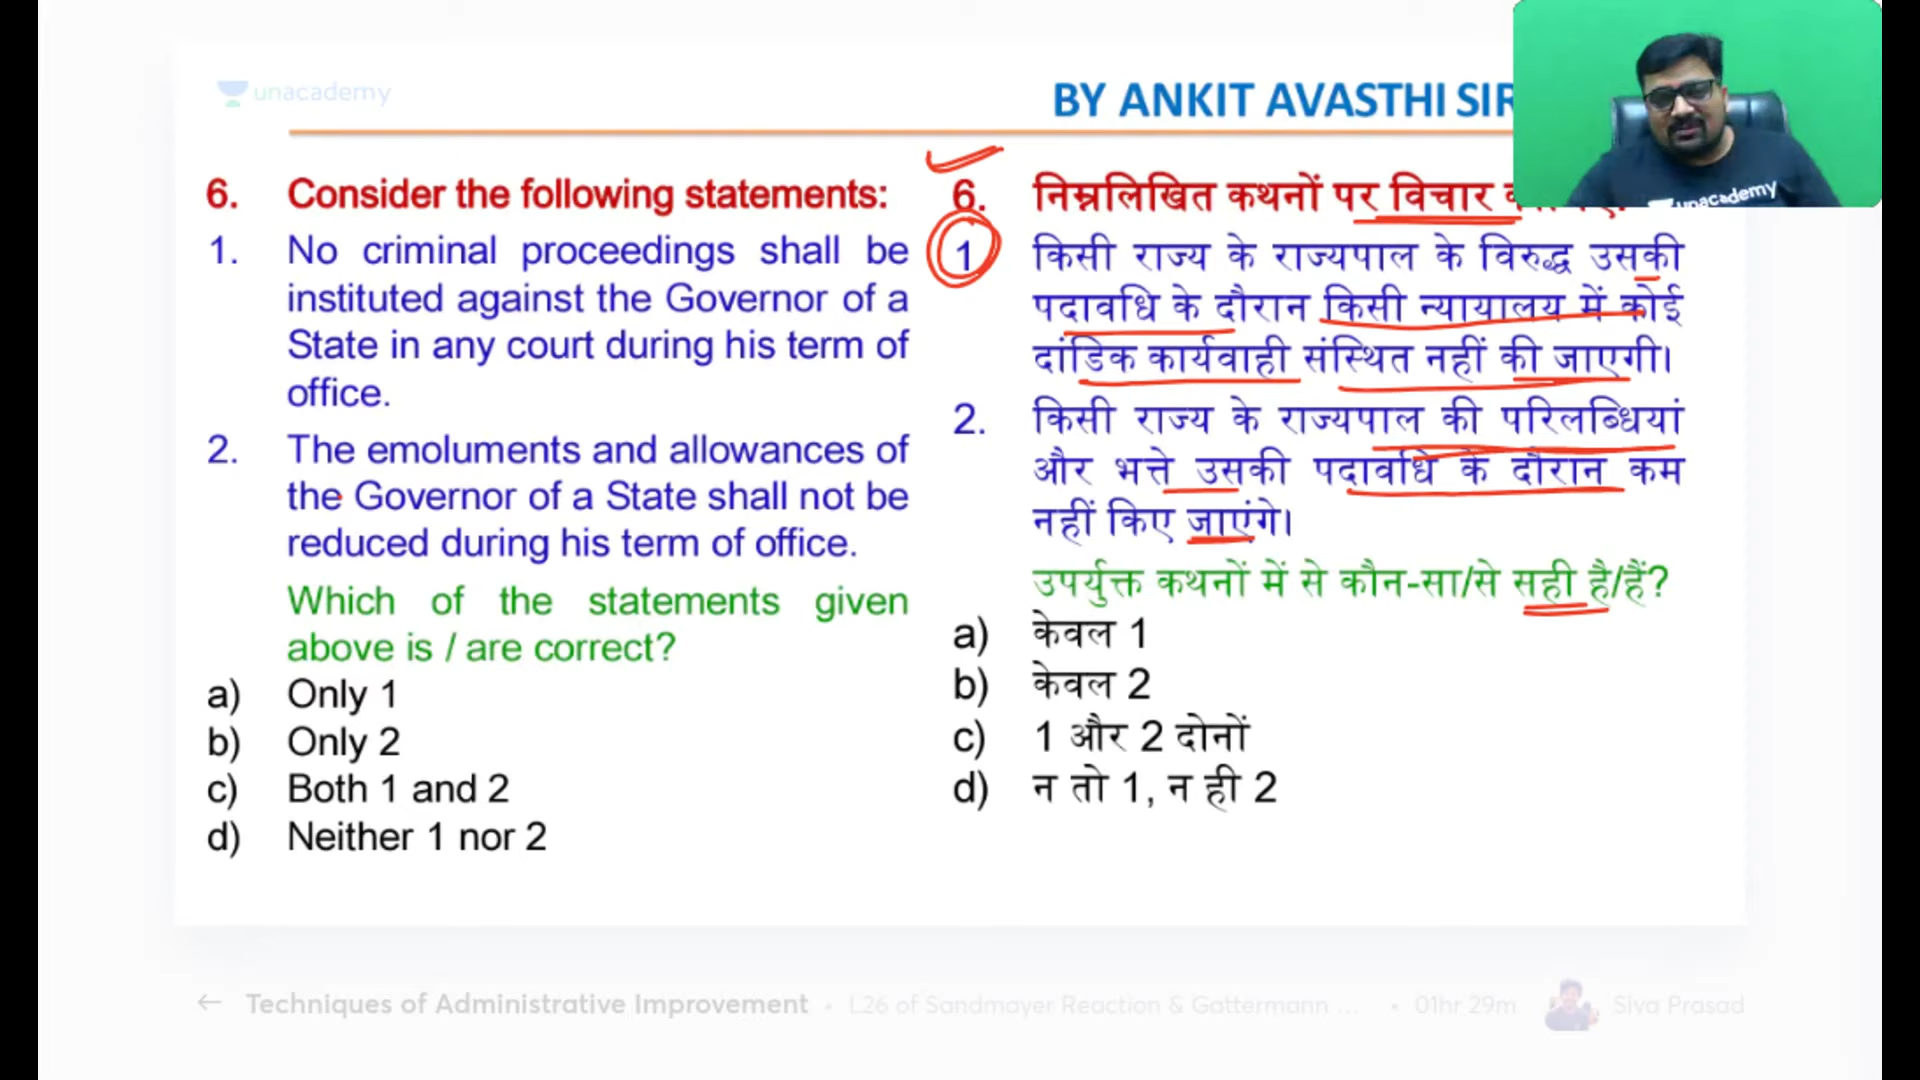 unacademy
BY ANKIT AVASTHI SIR
6. Consider the following statements:
1. No criminal proceedings shall be
instituted against the Governor of a
State in any court during his term of
office.
2. The emoluments and allowances of
the Governor of a State shall not be
reduced during his term of office.
Which of the statements given
above is / are correct?
a) Only 1
b) Only 2
c) Both 1 and 2
d) Neither 1 nor 2
6. निम्नलिखित कथनों पर विचार
1 किसी राज्य के राज्यपाल के विरुद्ध उसकी
पदावधि के दौरान किसी न्यायालय में कोई
दांडिक कार्यवाही संस्थित नहीं की जाएगी।
2. किसी राज्य के राज्यपाल की परिलब्धियां
और भत्ते उसकी पदावधि के दौरान कम
नहीं किए जाएंगे।
उपर्युक्त कथनों में से कौन-सा/से सही है/हैं?
a) केवल 1
b) केवल 2
c) 1 और 2 दोनों
d) न तो 1, न ही 2
unacademy
← Techniques of Administrative Improvement • L26 of Sandmayer Reaction & Gattermann ... • 01hr 29m Siva Prasad